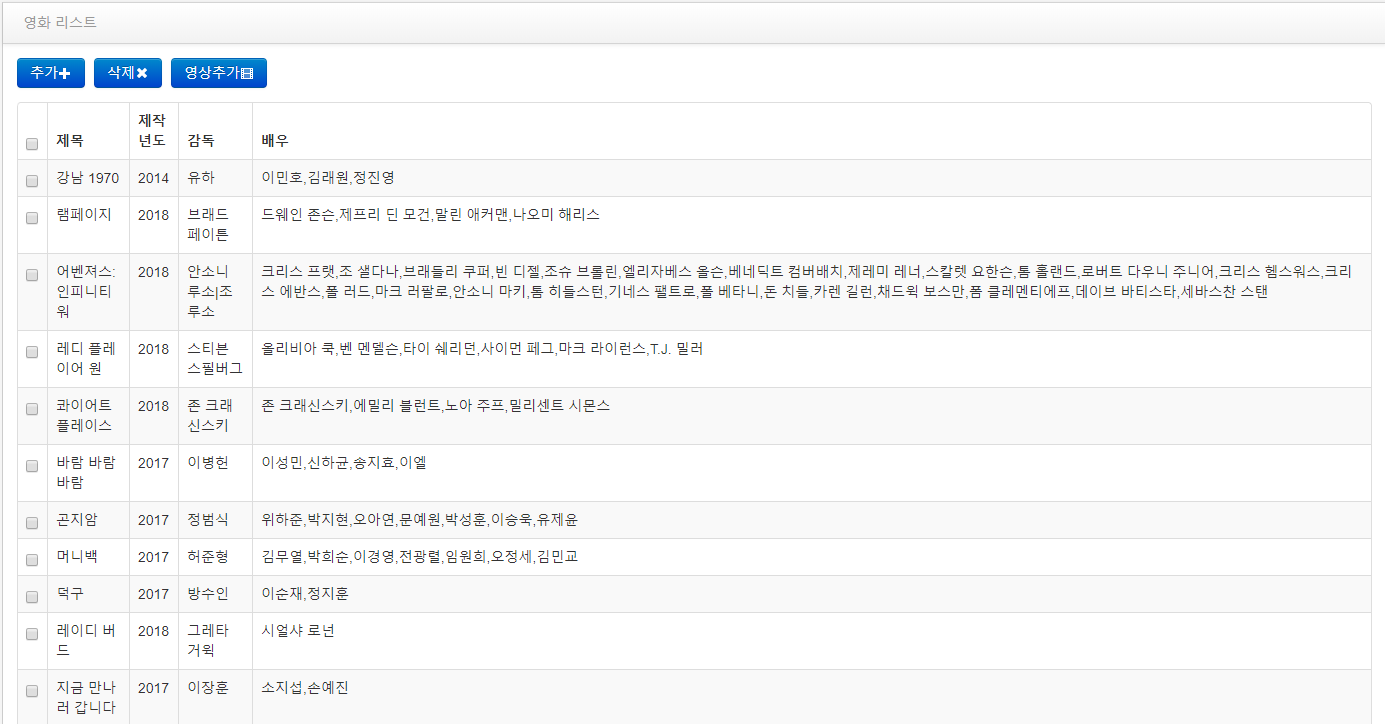 영화 리스트
추가 삭제 영상추가
제목 제작 년도 감독 배우
강남 1970 2014 유하 이민호,김래원,정진영
램페이지 2018 브래드 드웨인 존슨,제프리 딘 모건,말린 애커맨,나오미 해리스
페이튼
어벤져스: 2018 안소니 크리스 프랫,조 샐다나,브래들리 쿠퍼,빈 디젤,조슈 브롤린,엘리자베스 올슨,베네딕트 컴버배치,제레미 레너,스칼렛 요한슨,톰 홀랜드,로버트 다우니 주니어,크리스 헴스워스,크리
인피니티 루소|조 스 에반스,폴 러드,마크 러팔로,안소니 마키,톰 히들스턴,기네스 팰트로,폴 베타니,돈 치들,카렌 길런,채드윅 보스만,폼 클레멘티에프,데이브 바티스타,세바스찬 스탠
워 루소
레디 플레 2018 스티븐 올리비아 쿡,벤 멘델슨,타이 쉐리던,사이먼 페그,마크 라이런스,T.J. 밀러
이어 원 스필버그
콰이어트 2018 존 크래 존 크래신스키,에밀리 블런트,노아 주프,밀리센트 시몬스
플레이스 신스키
바람 바람 2017 이병헌 이성민,신하균,송지효,이엘
바람
곤지암 2017 정범식 위하준,박지현,오아연,문예원,박성훈,이승욱,유제윤
머니백 2017 허준형 김무열,박희순,이경영,전광렬,임원희,오정세,김민교
덕구 2017 방수인 이순재,정지훈
레이디 버 2018 그레타 시얼샤 로넌
드 거윅
지금 만나 2017 이장훈 소지섭,손예진
러 갑니다